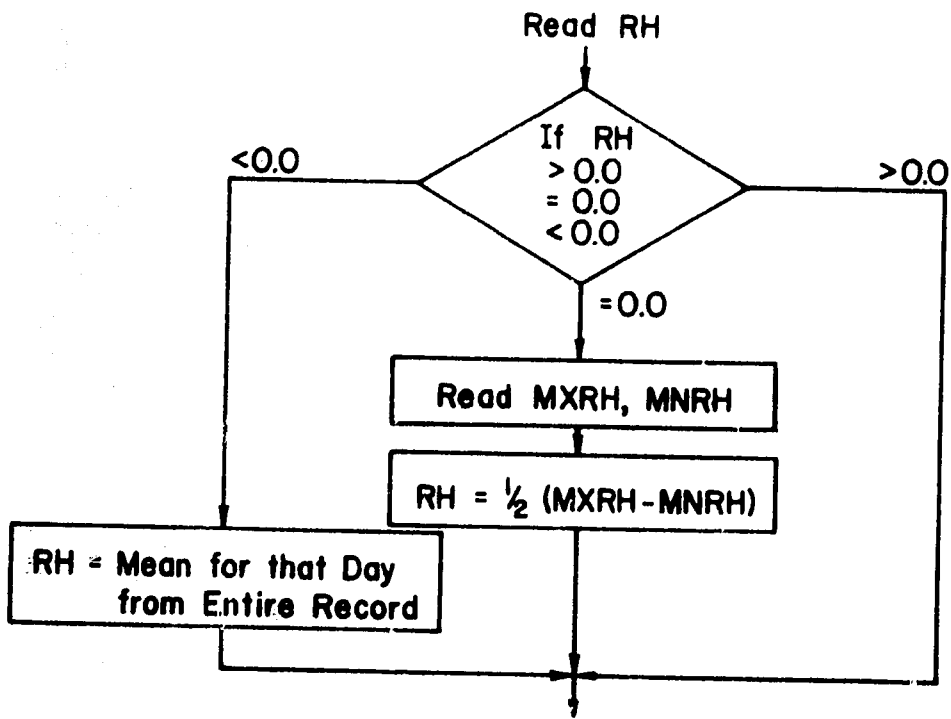 Read RH
If RH
> 0.0
= 0.0
< 0.0
<0.0
>0.0
=0.0
Read MXRH, MNRH
RH = ½ (MXRH-MNRH)
RH = Mean for that Day
from Entire Record